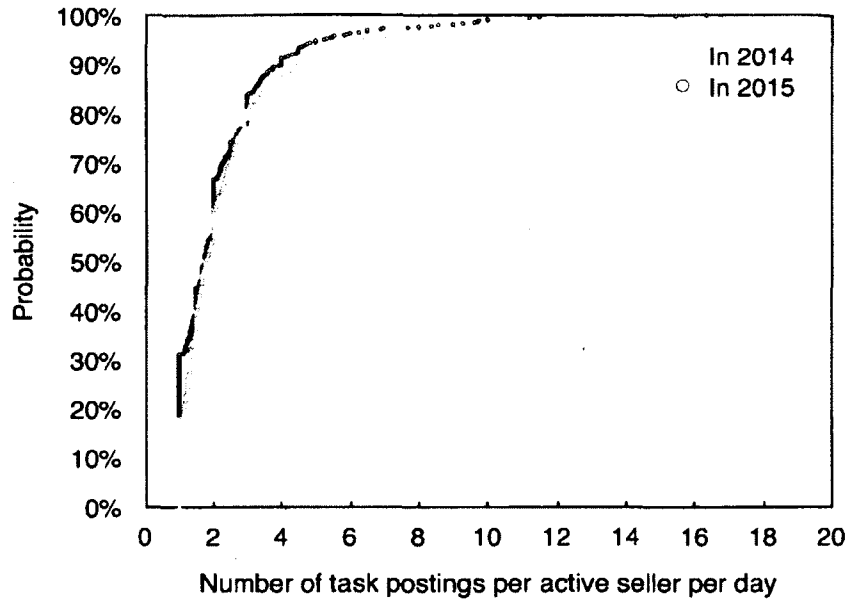 100%
90%
80%
70%
60%
50%
40%
30%
20%
10%
0%
Probability
In 2014
In 2015
0 2 4 6 8 10 12 14 16 18 20
Number of task postings per active seller per day